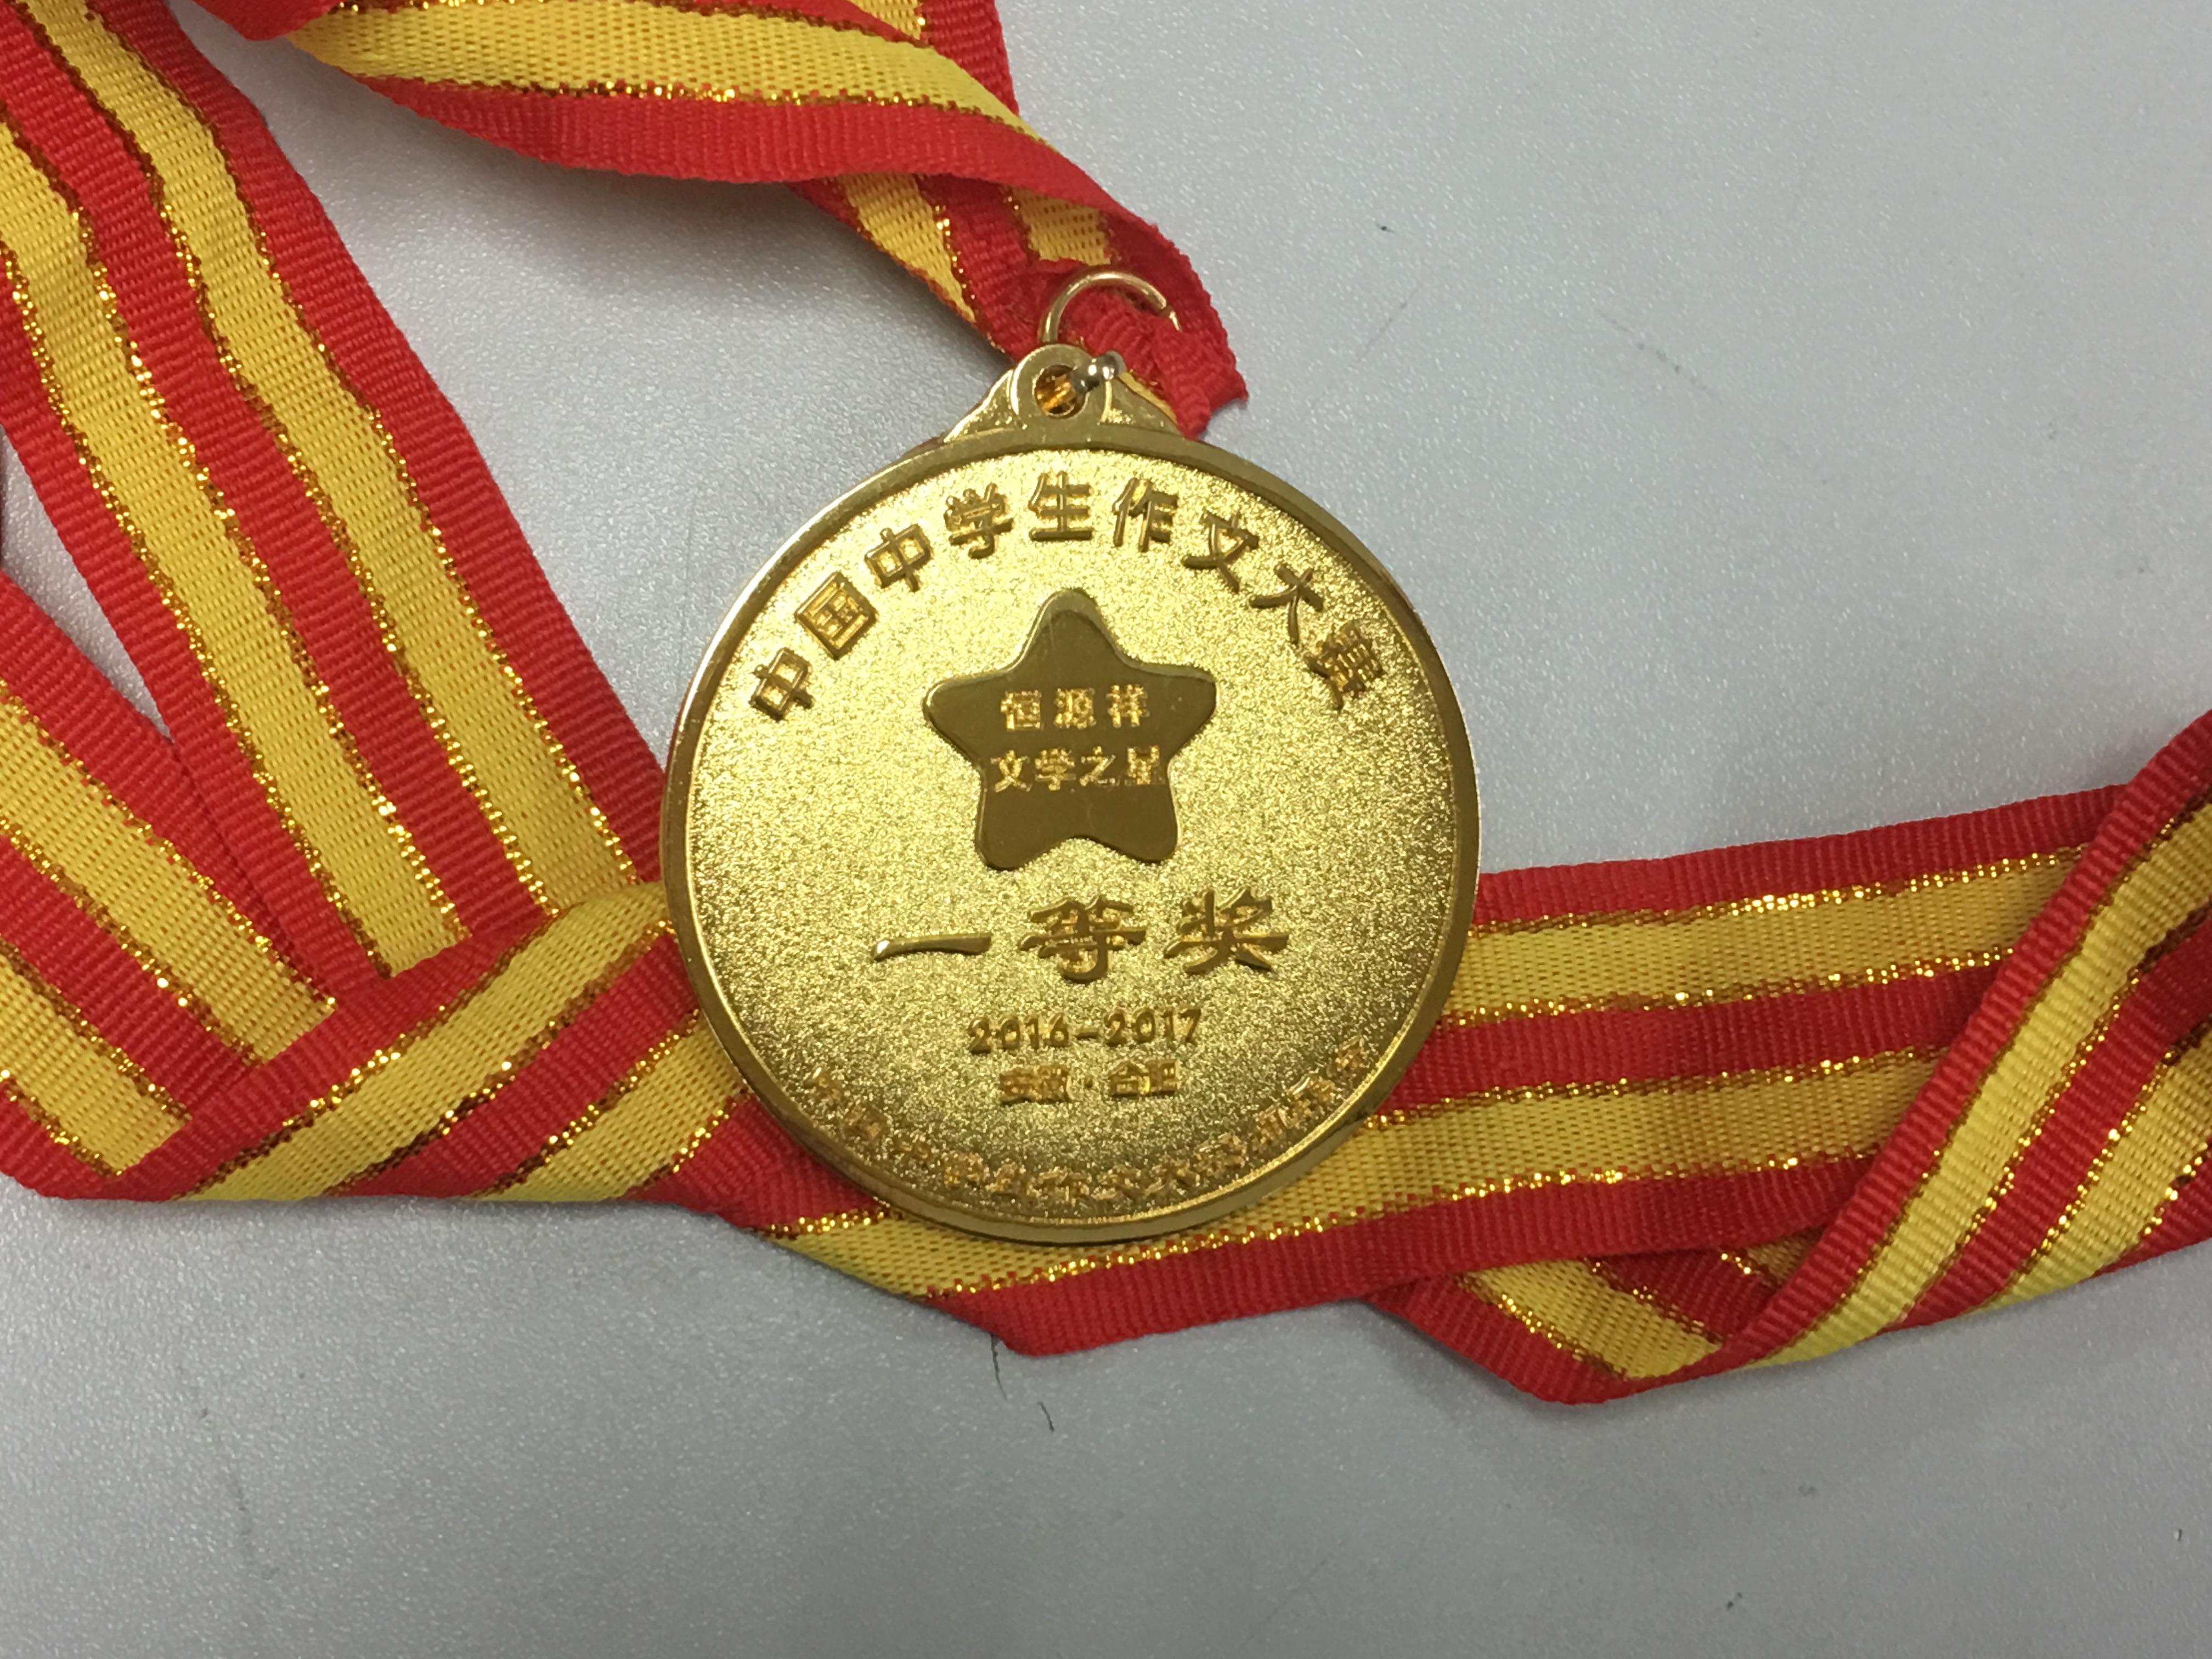 中国中学生作文大赛
恒源祥
文学之星
一等奖
2016-2017
安徽·合肥